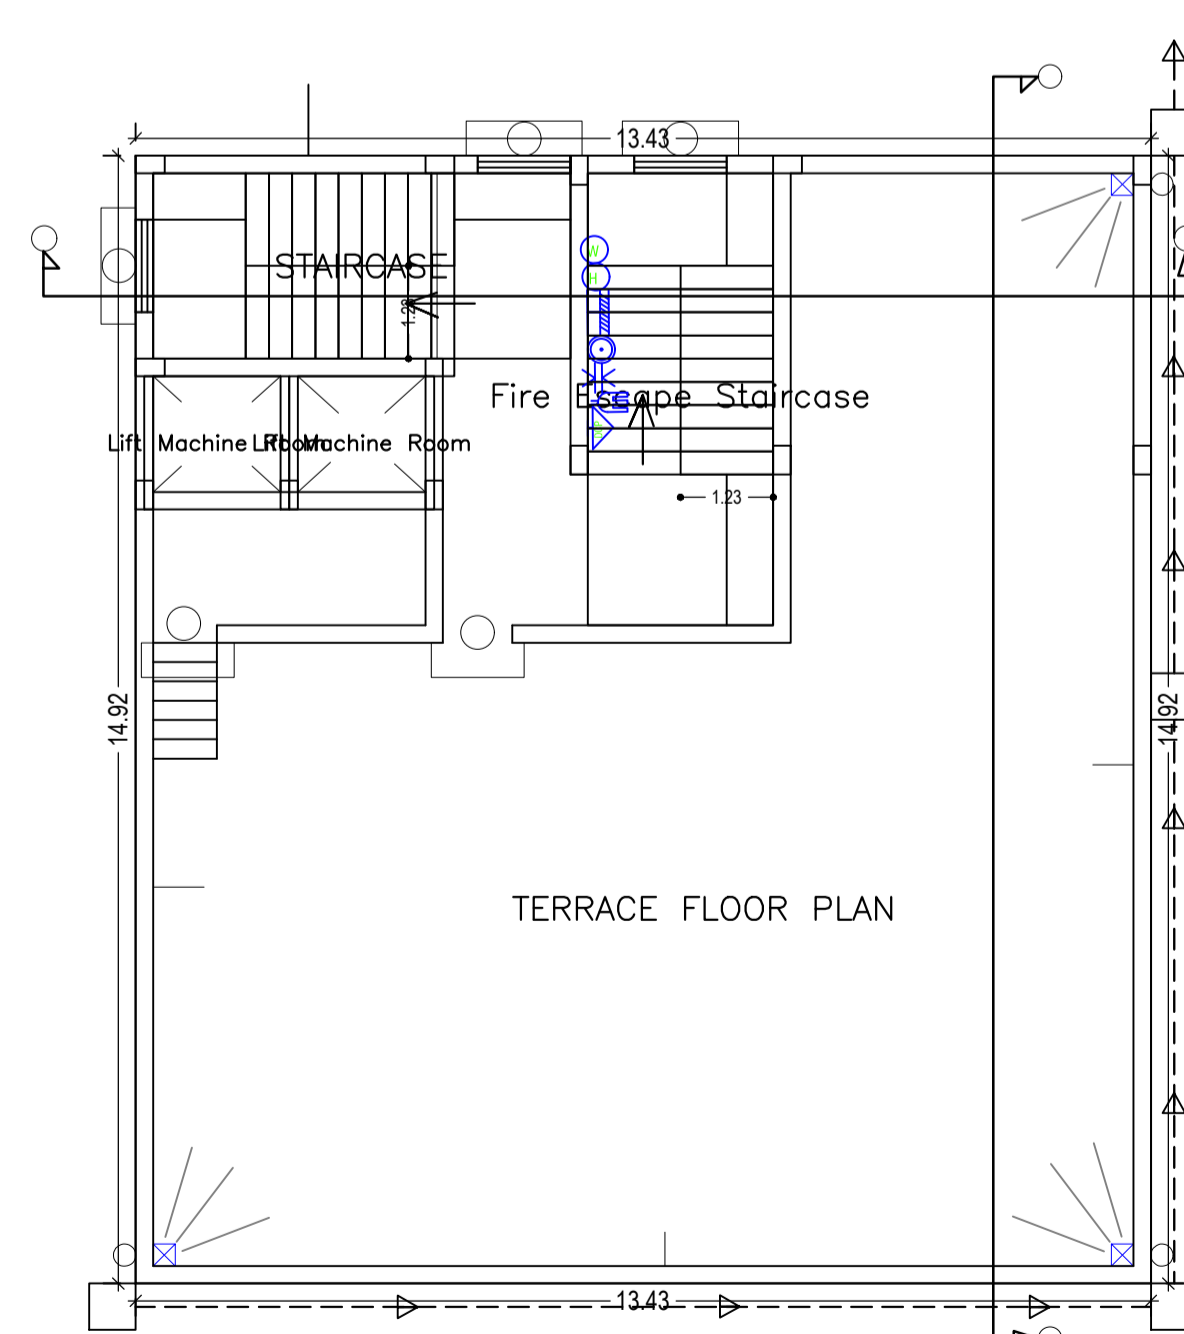 13.43
STAIRCASE
1.23
W
H
Fire Escape Staircase
Lift Machine Room
Lift Machine Room
1.23
14.92
14.92
TERRACE FLOOR PLAN
13.43